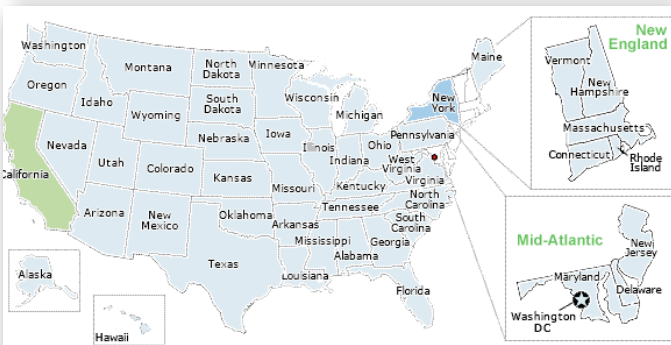 New
England
Washington
Maine
Montana
North
Dakota
Minnesota
Vermont
Oregon
New
Hampshire
Idaho
South
Dakota
Wisconsin
New
York
Wyoming
Michigan
Massachusetts
Iowa
Pennsylvania
Nebraska
Nevada
Illinois
Ohio
Connecticut
Rhode
Island
Indiana
West
Virginia
Utah
Colorado
California
Kansas
Missouri
Kentucky
Virginia
North
Carolina
Tennessee
Arizona
New
Mexico
Oklahoma
Arkansas
South
Carolina
Mississippi
Georgia
Mid-Atlantic
New
Jersey
Alabama
Texas
Louisiana
Alaska
Maryland
Delaware
Florida
Washington
DC
Hawaii